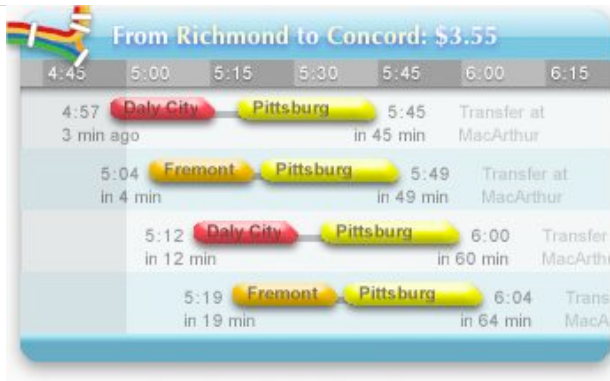 From Richmond to Concord: $3.55
4:45 5:00 5:15 5:30 5:45 6:00 6:15
4:57 Daly City Pittsburg 5:45 Transfer at
3 min ago in 45 min MacArthur
5:04 Fremont Pittsburg 5:49 Transfer at
in 4 min in 49 min MacArthur
5:12 Daly City Pittsburg 6:00 Transfer
in 12 min in 60 min MacArth
5:19 Fremont Pittsburg 6:04 Trans
in 19 min in 64 min MacA